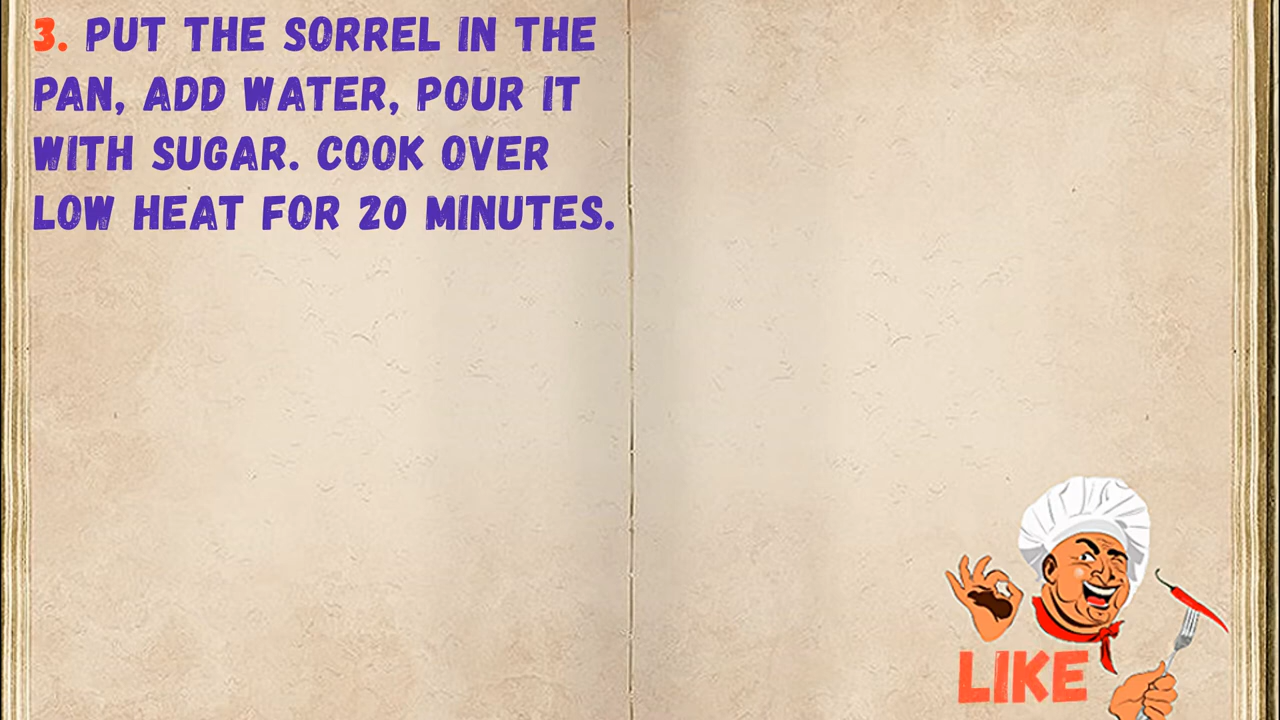 3. PUT THE SORREL IN THE
PAN, ADD WATER, POUR IT
WITH SUGAR. COOK OVER
LOW HEAT FOR 20 MINUTES.
LIKE